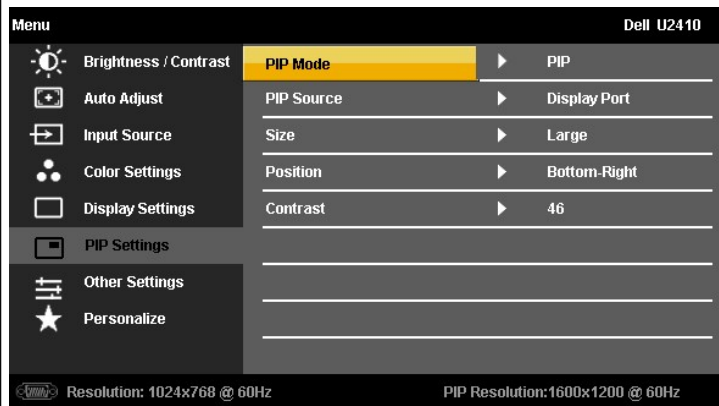 Menu Dell U2410
Brightness / Contrast PIP Mode PIP
Auto Adjust PIP Source Display Port
Input Source Size Large
Color Settings Position Bottom-Right
Display Settings Contrast 46
PIP Settings
Other Settings
Personalize
Resolution: 1024x768 @ 60Hz PIP Resolution:1600x1200 @ 60Hz